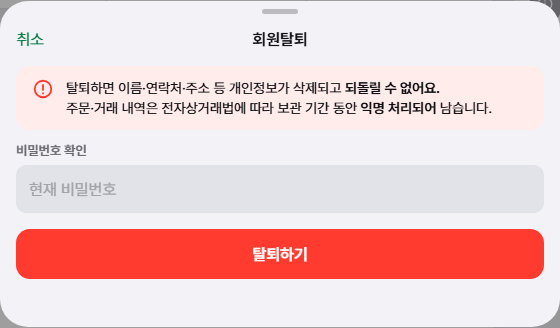 취소
회원탈퇴
탈퇴하면 이름·연락처·주소 등 개인정보가 삭제되고 되돌릴 수 없어요.
주문·거래 내역은 전자상거래법에 따라 보관 기간 동안 익명 처리되어 남습니다.
비밀번호 확인
현재 비밀번호
탈퇴하기